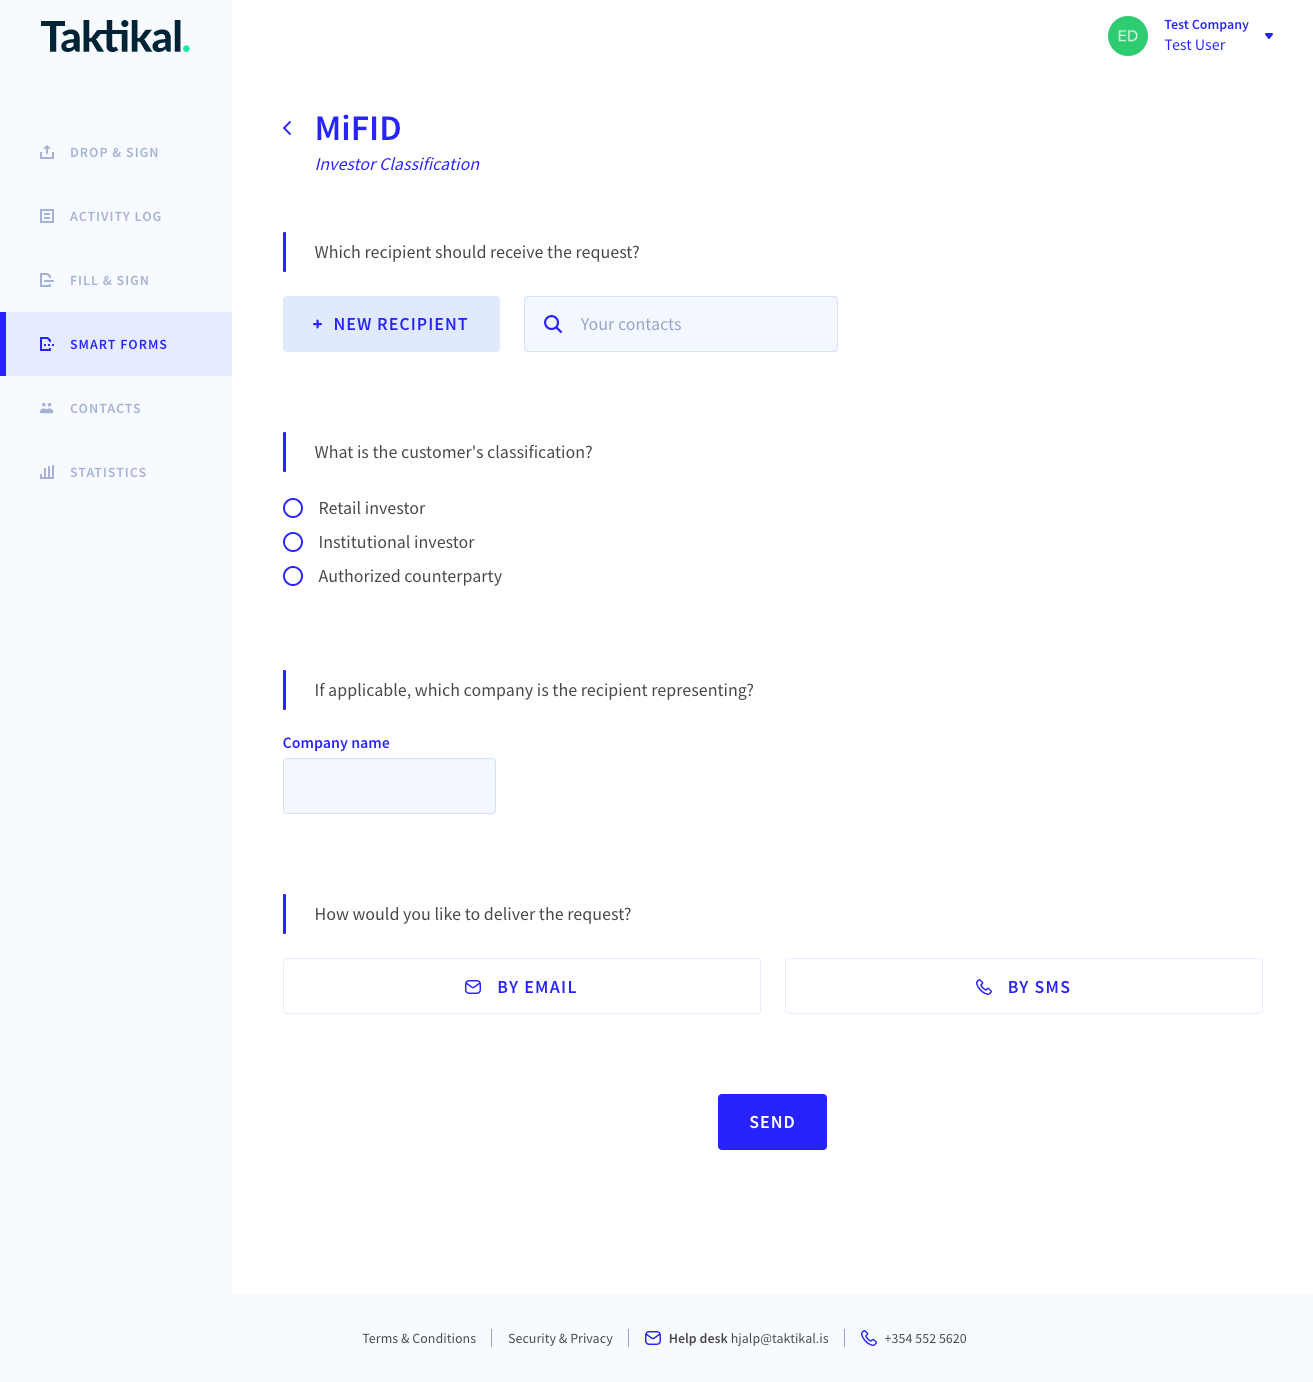 Taktikal.
ED
Test Company
Test User
DROP & SIGN
ACTIVITY LOG
FILL & SIGN
SMART FORMS
CONTACTS
STATISTICS
MiFID
Investor Classification
Which recipient should receive the request?
+ NEW RECIPIENT
Your contacts
What is the customer's classification?
Retail investor
Institutional investor
Authorized counterparty
If applicable, which company is the recipient representing?
Company name
How would you like to deliver the request?
BY EMAIL
BY SMS
SEND
Terms & Conditions
Security & Privacy
Help desk hjalp@taktikal.is
+354 552 5620